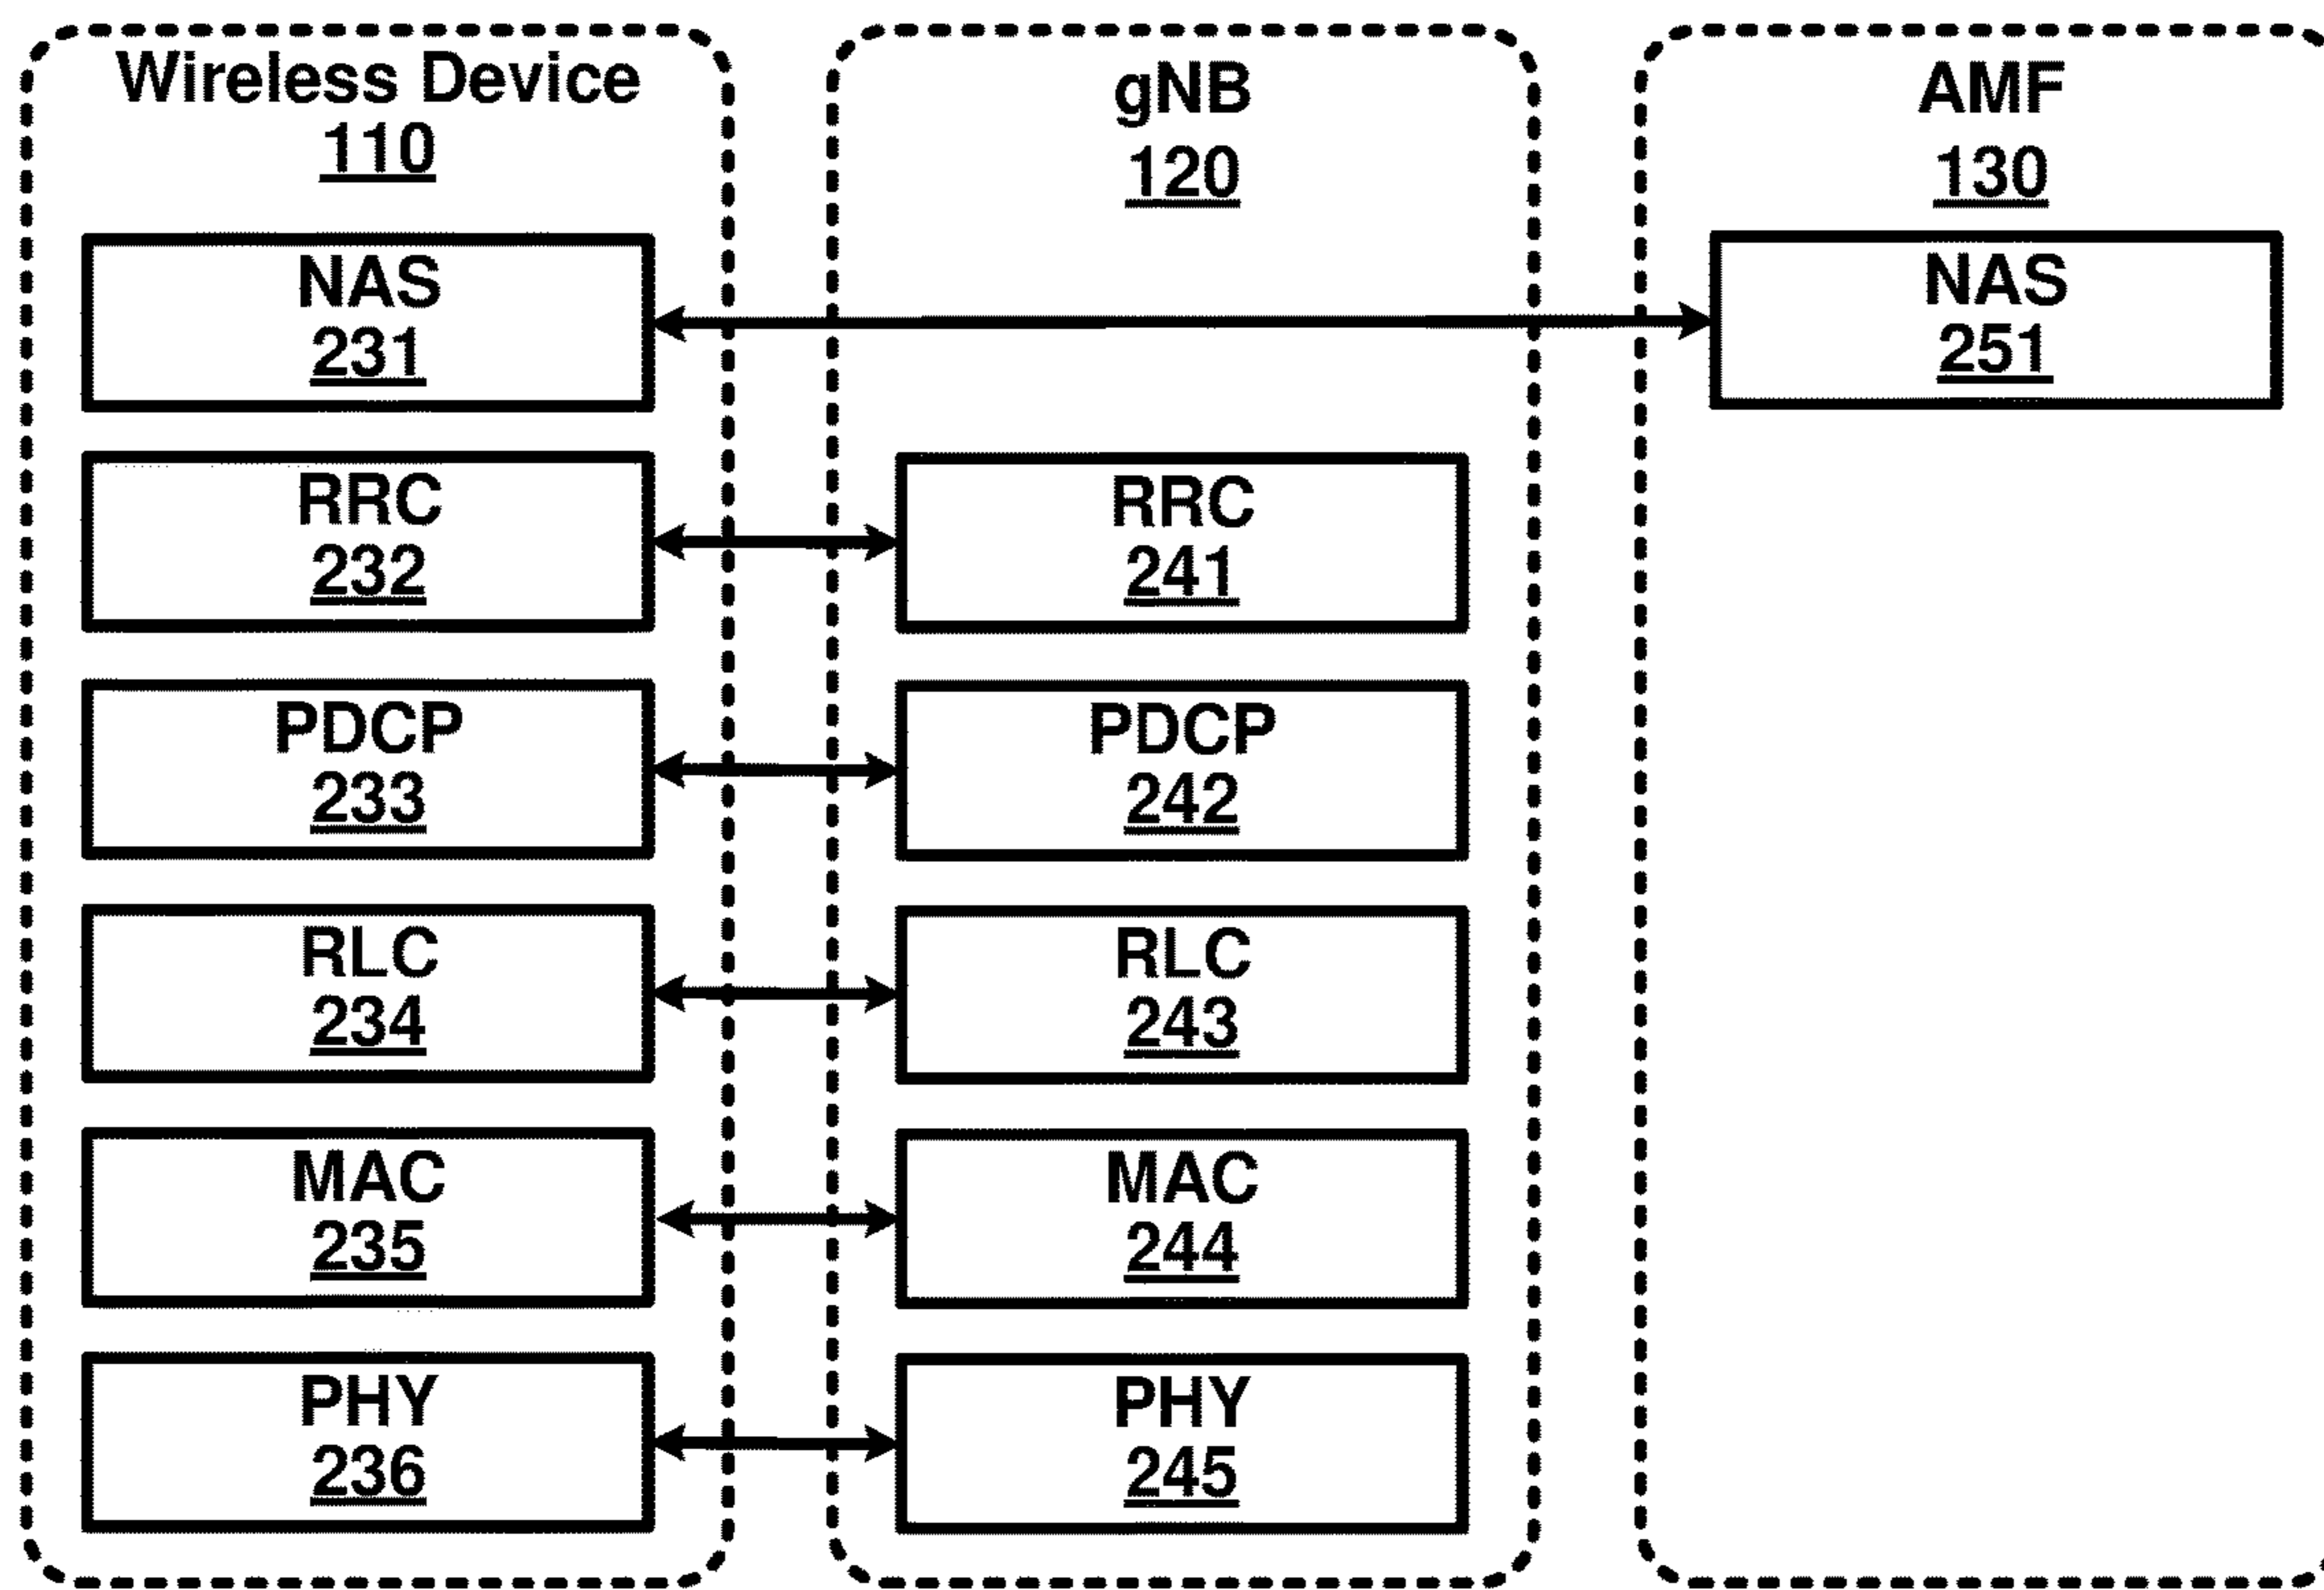 Wireless Device
110
gNB
120
AMF
130
NAS
231
NAS
251
RRC
232
RRC
241
PDCP
233
PDCP
242
RLC
234
RLC
243
MAC
235
MAC
244
PHY
236
PHY
245